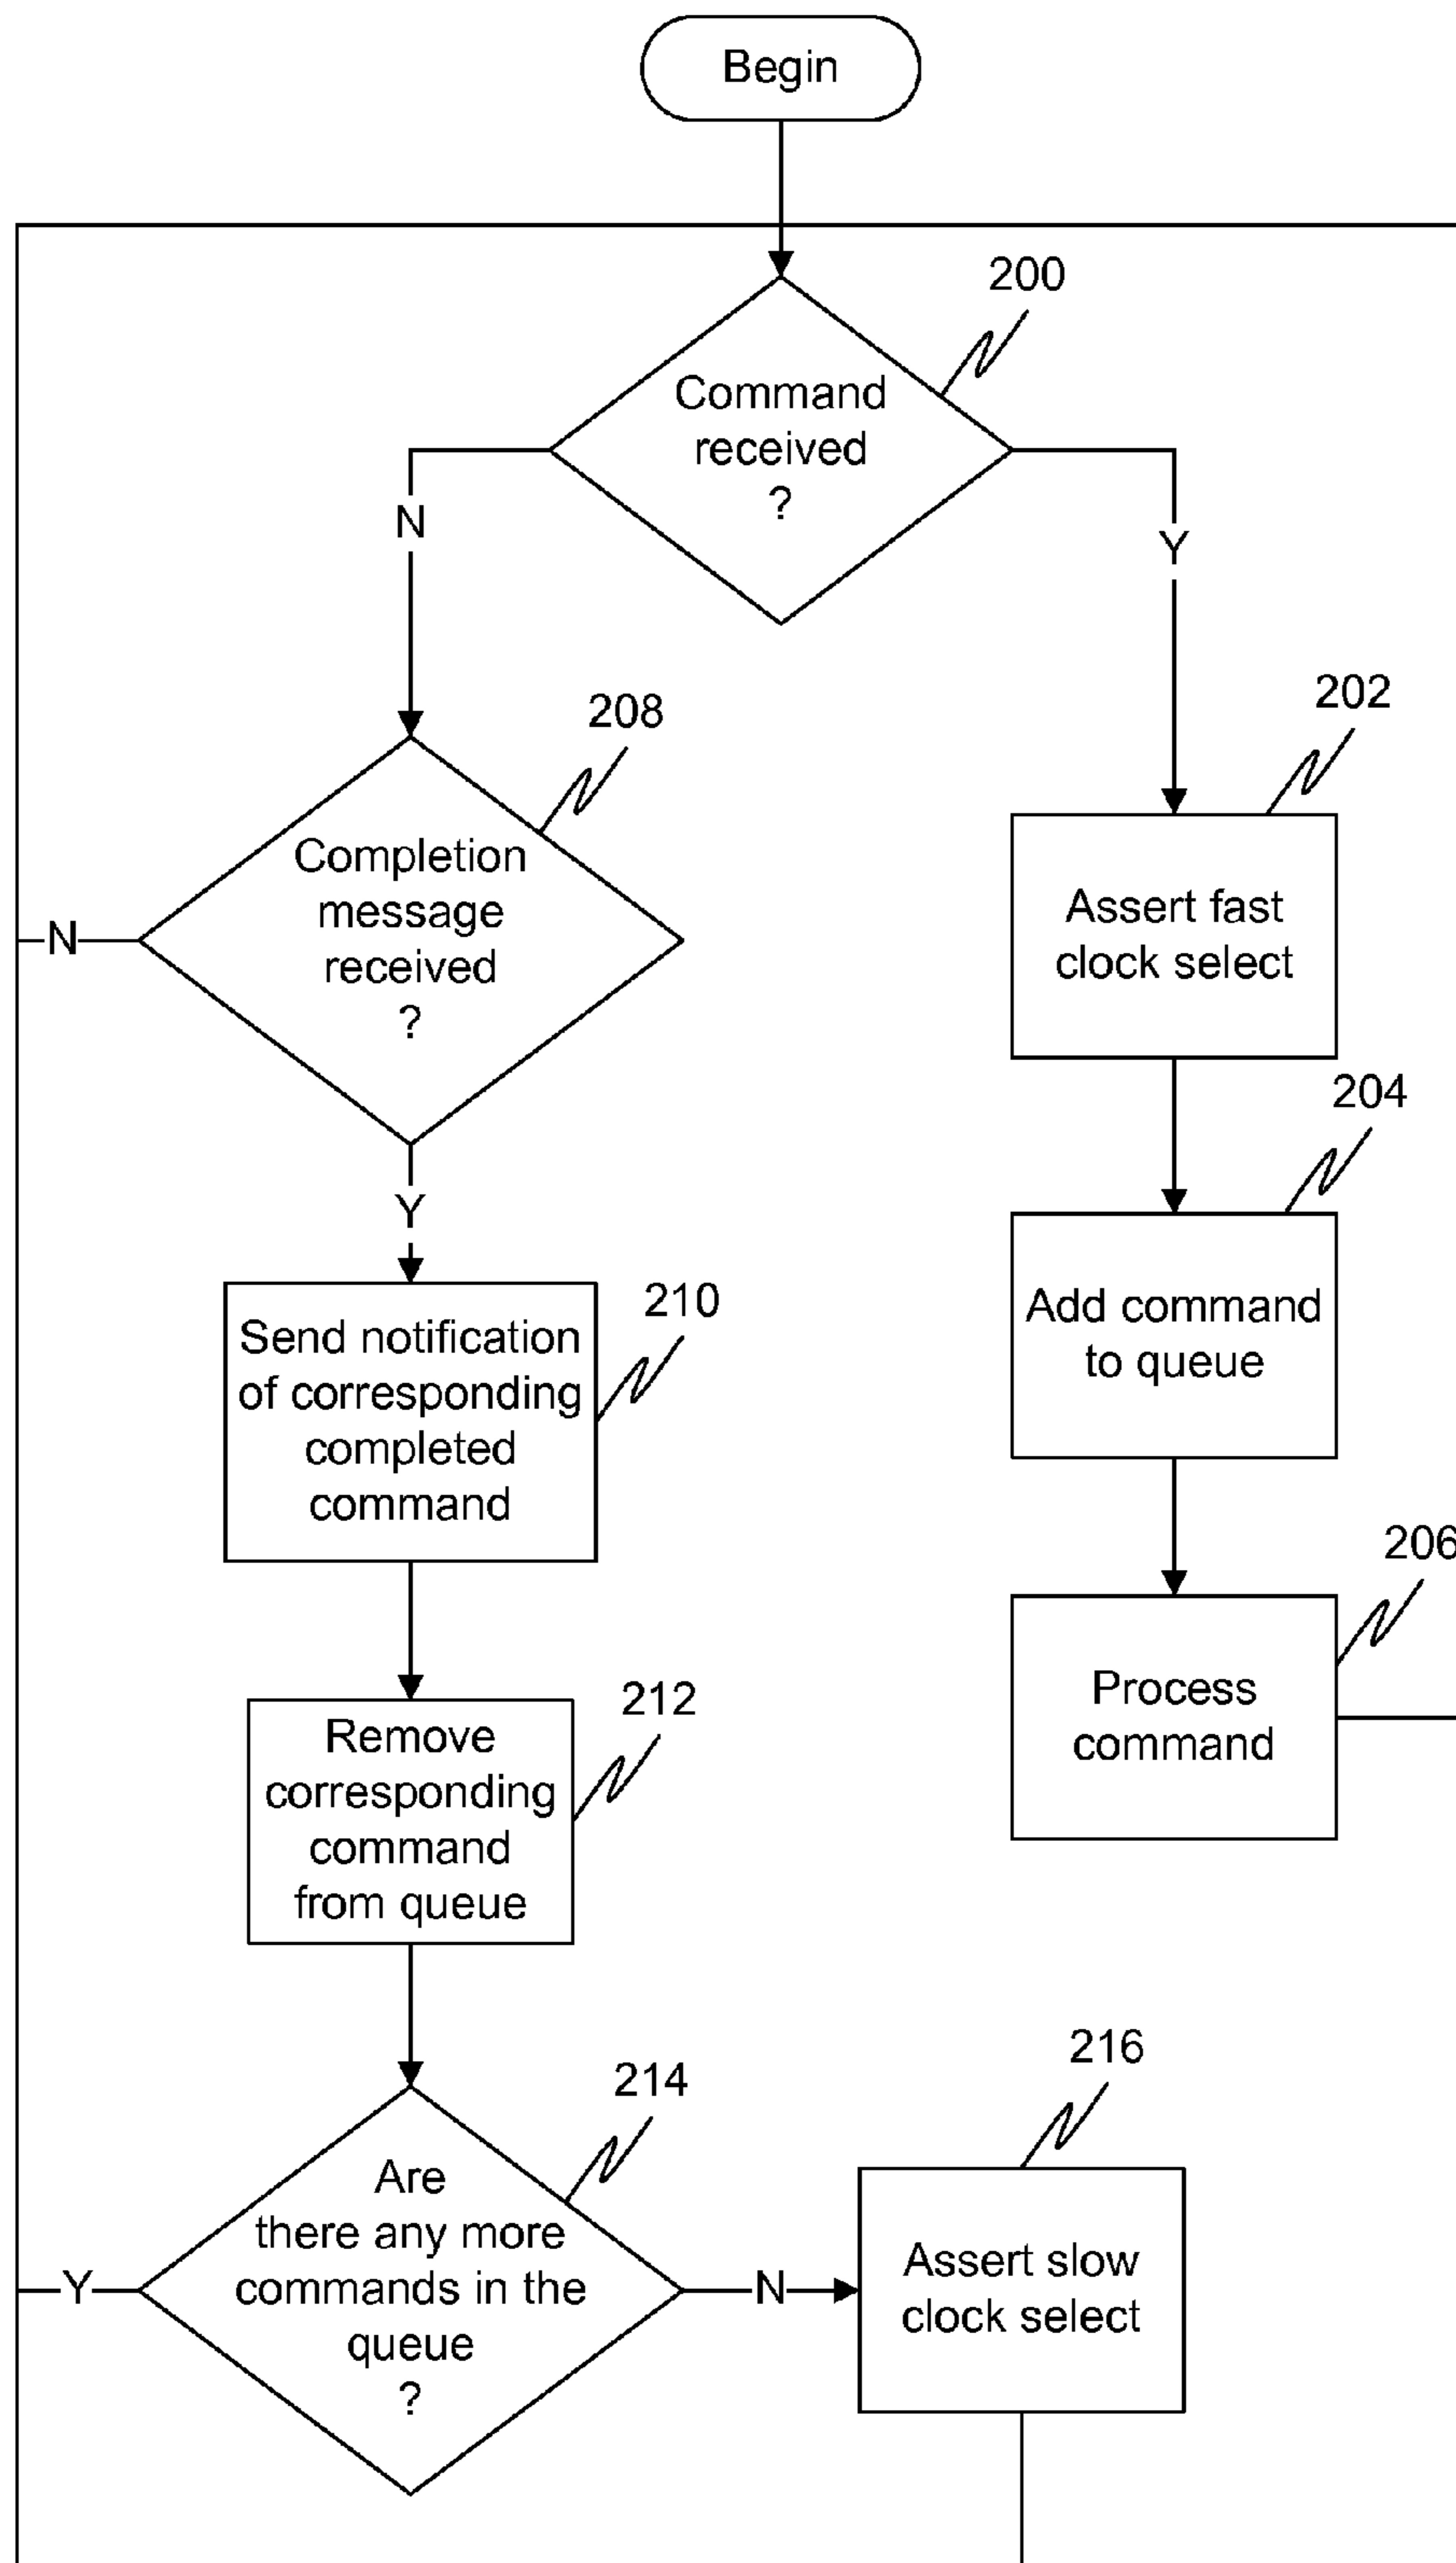 Begin
200
Command
received
?
N
Y
202
208
Completion
message
received
?
N
Assert fast
clock select
204
Y
Add command
to queue
210
Send notification
of corresponding
completed
command
206
Process
command
212
Remove
corresponding
command
from queue
214
216
Are
there any more
commands in the
queue
?
Y
N
Assert slow
clock select